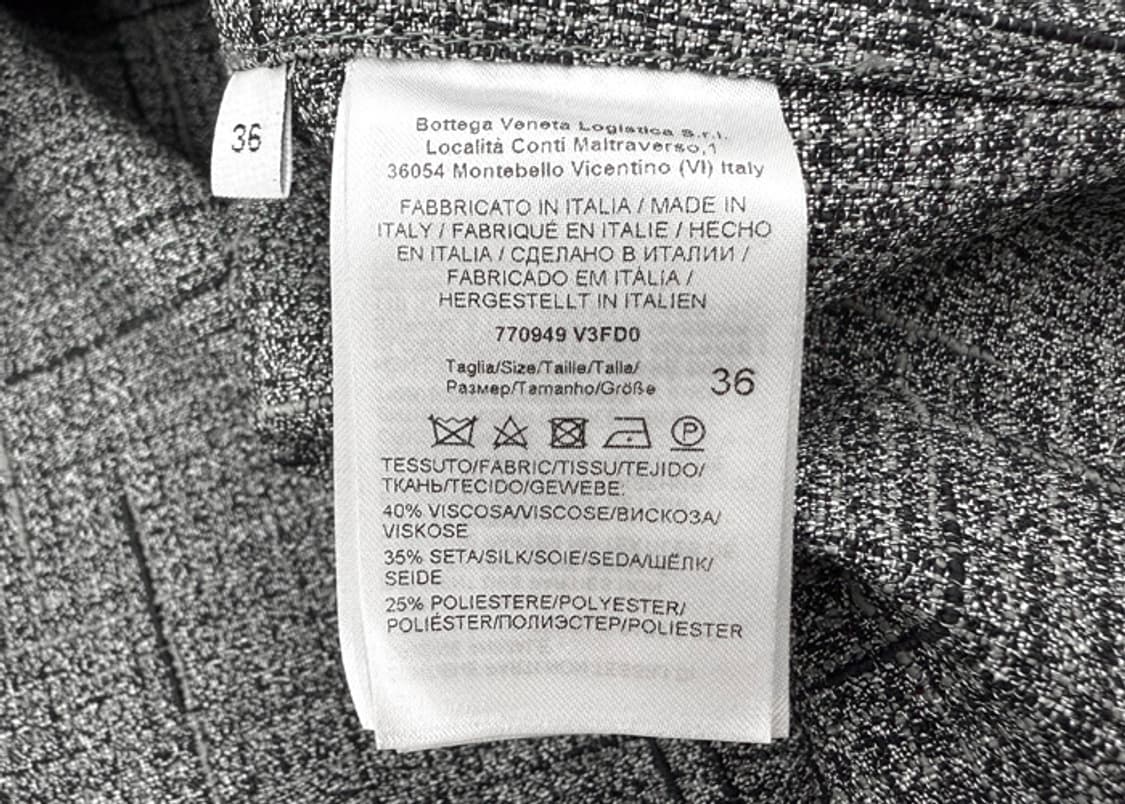 36
Bottega Veneta Logistica S.r.l.
Località Conti Maltraverso,1
36054 Montebello Vicentino (VI) Italy
FABBRICATO IN ITALIA / MADE IN
ITALY / FABRIQUÉ EN ITALIE / HECHO
EN ITALIA / СДЕЛАНО В ИТАЛИИ /
FABRICADO EM ITÁLIA /
HERGESTELLT IN ITALIEN
770949 V3FD0
Taglia/Size/Taille/Talla/
Размер/Tamanho/Größe 36
P
TESSUTO/FABRIC/TISSU/TEJIDO/
ТКАНЬ/TECIDO/GEWEBE:
40% VISCOSA/VISCOSE/ВИСКОЗА/
VISKOSE
35% SETA/SILK/SOIE/SEDA/ШЁЛК/
SEIDE
25% POLIESTERE/POLYESTER/
POLIÉSTER/ПОЛИЭСТЕР/POLIESTER